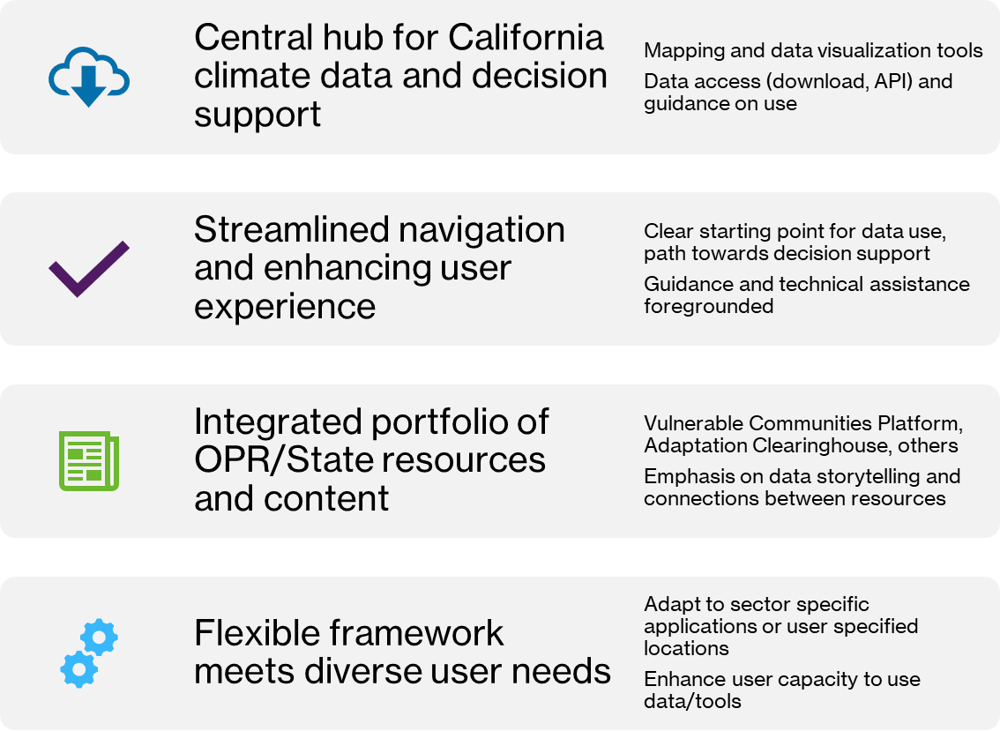 Central hub for California
climate data and decision
support
Mapping and data visualization tools
Data access (download, API) and
guidance on use
Streamlined navigation
and enhancing user
experience
Clear starting point for data use,
path towards decision support
Guidance and technical assistance
foregrounded
Integrated portfolio of
OPR/State resources
and content
Vulnerable Communities Platform,
Adaptation Clearinghouse, others
Emphasis on data storytelling and
connections between resources
Flexible framework
meets diverse user needs
Adapt to sector specific
applications or user specified
locations
Enhance user capacity to use
data/tools